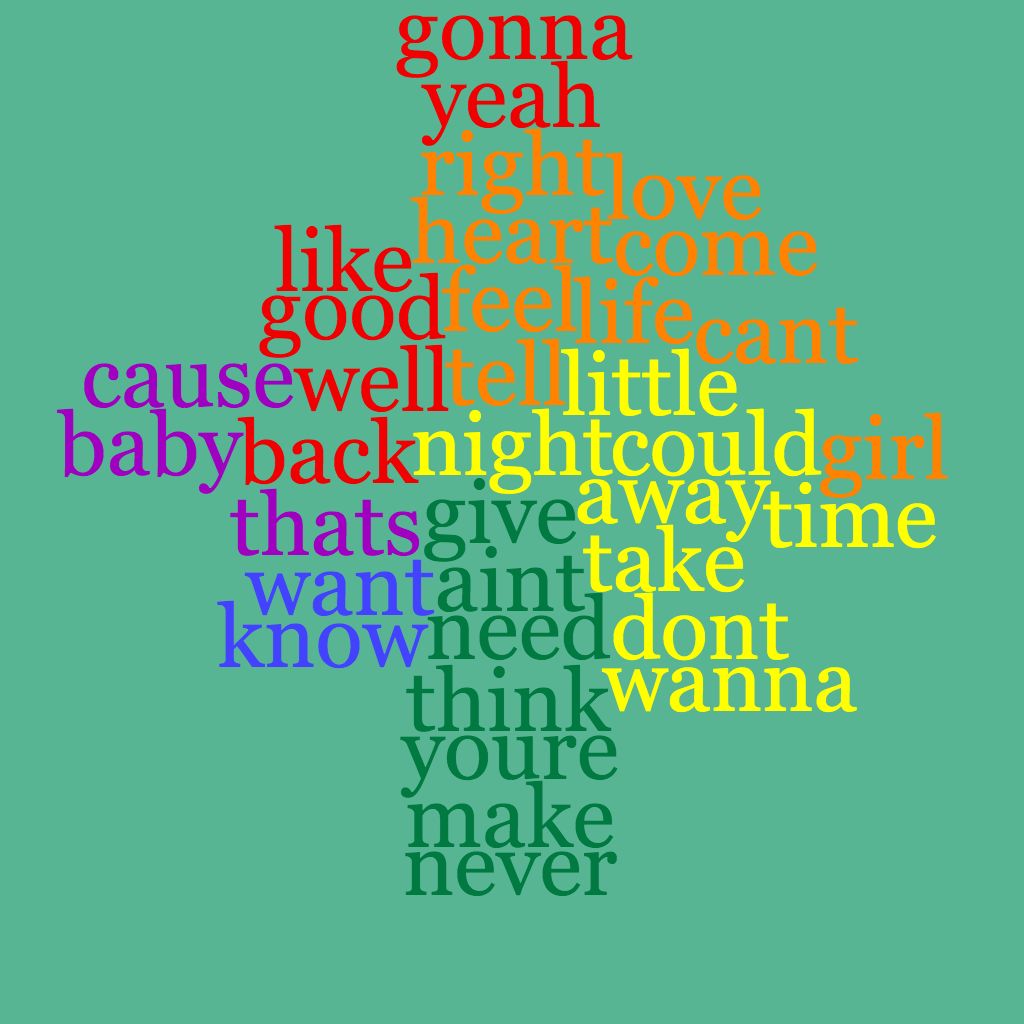 gonna
yeah
right love
heart come
like
good feel life cant
cause well tell little
baby back night could girl
thats give away time
want aint take
know need dont
think wanna
youre
make
never